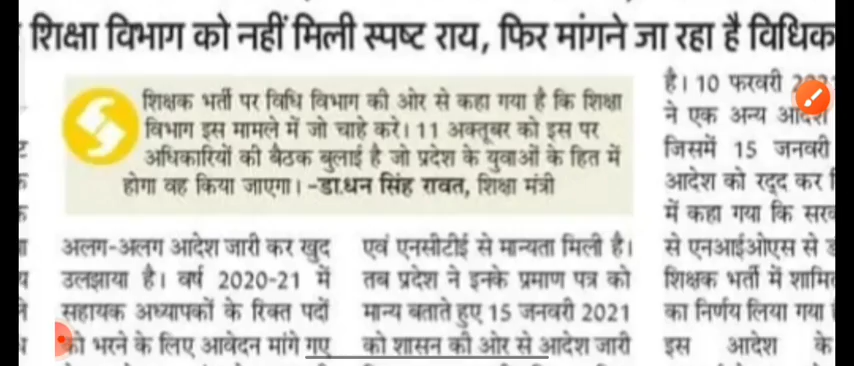 शिक्षा विभाग को नहीं मिली स्पष्ट राय, फिर मांगने जा रहा है विधिक
शिक्षक भर्ती पर विधि विभाग की ओर से कहा गया है कि शिक्षा
विभाग इस मामले में जो चाहे करे। 11 अक्तूबर को इस पर
अधिकारियों की बैठक बुलाई है जो प्रदेश के युवाओं के हित में
होगा वह किया जाएगा। -डा.धन सिंह रावत, शिक्षा मंत्री
अलग-अलग आदेश जारी कर खुद
उलझाया है। वर्ष 2020-21 में
सहायक अध्यापकों के रिक्त पदों
को भरने के लिए आवेदन मांगे गए
एवं एनसीटीई से मान्यता मिली है।
तब प्रदेश ने इनके प्रमाण पत्र को
मान्य बताते हुए 15 जनवरी 2021
को शासन की ओर से आदेश जारी
है। 10 फरवरी
ने एक अन्य आदेश
जिसमें 15 जनवरी
आदेश को रद्द कर
में कहा गया कि
से एनआईओएस से
शिक्षक भर्ती में
का निर्णय लिया गया
इस आदेश के